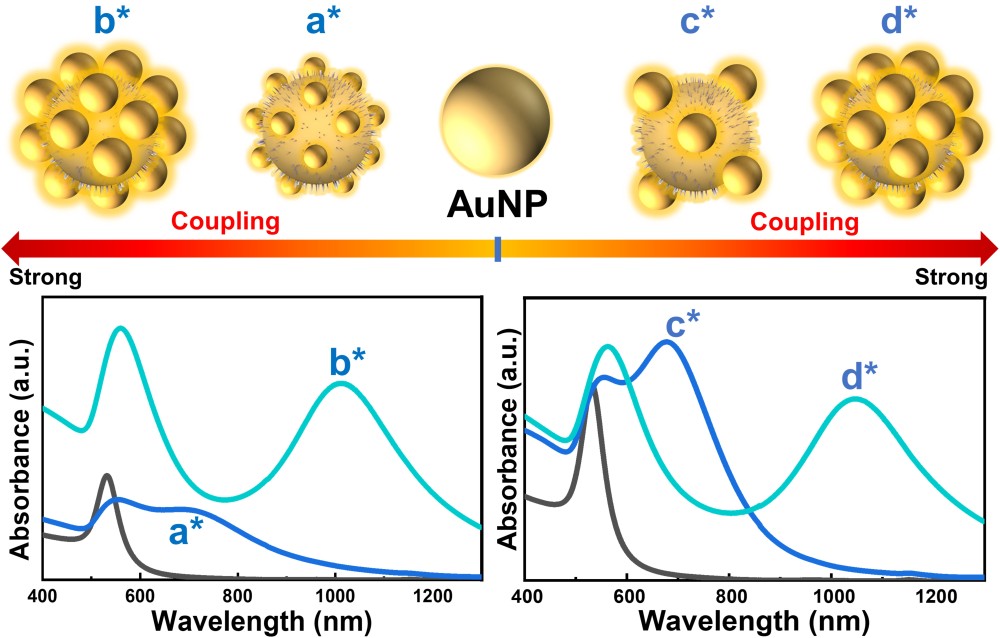 b* a* c* d*
AuNP
Coupling Coupling
Strong Strong
Absorbance (a.u.)
b*
a*
400 600 800 1000 1200
Wavelength (nm)
Absorbance (a.u.)
c*
d*
400 600 800 1000 1200
Wavelength (nm)